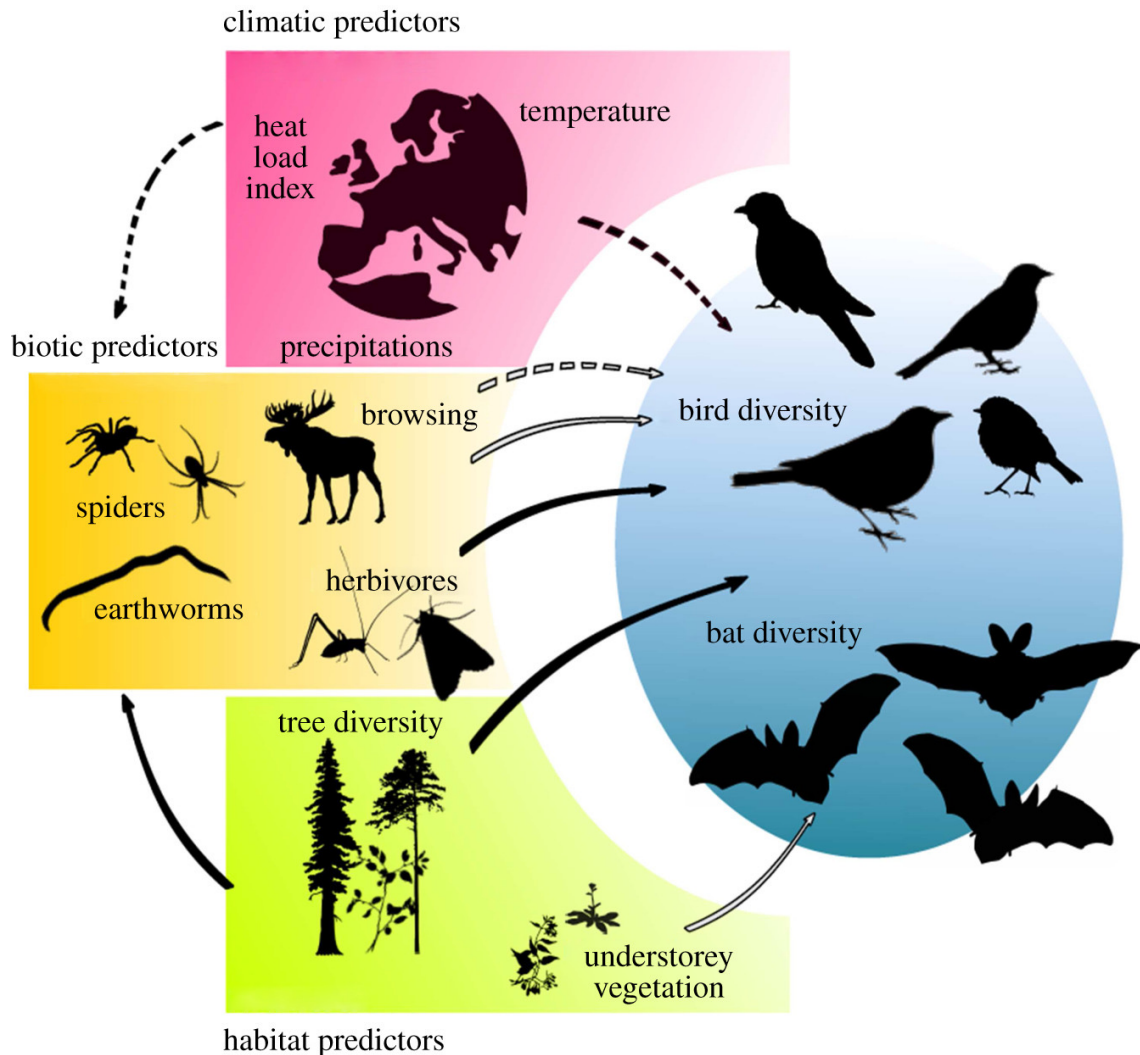 climatic predictors
temperature
heat
load
index
biotic predictors
precipitations
browsing
bird diversity
spiders
herbivores
earthworms
bat diversity
tree diversity
understorey
vegetation
habitat predictors